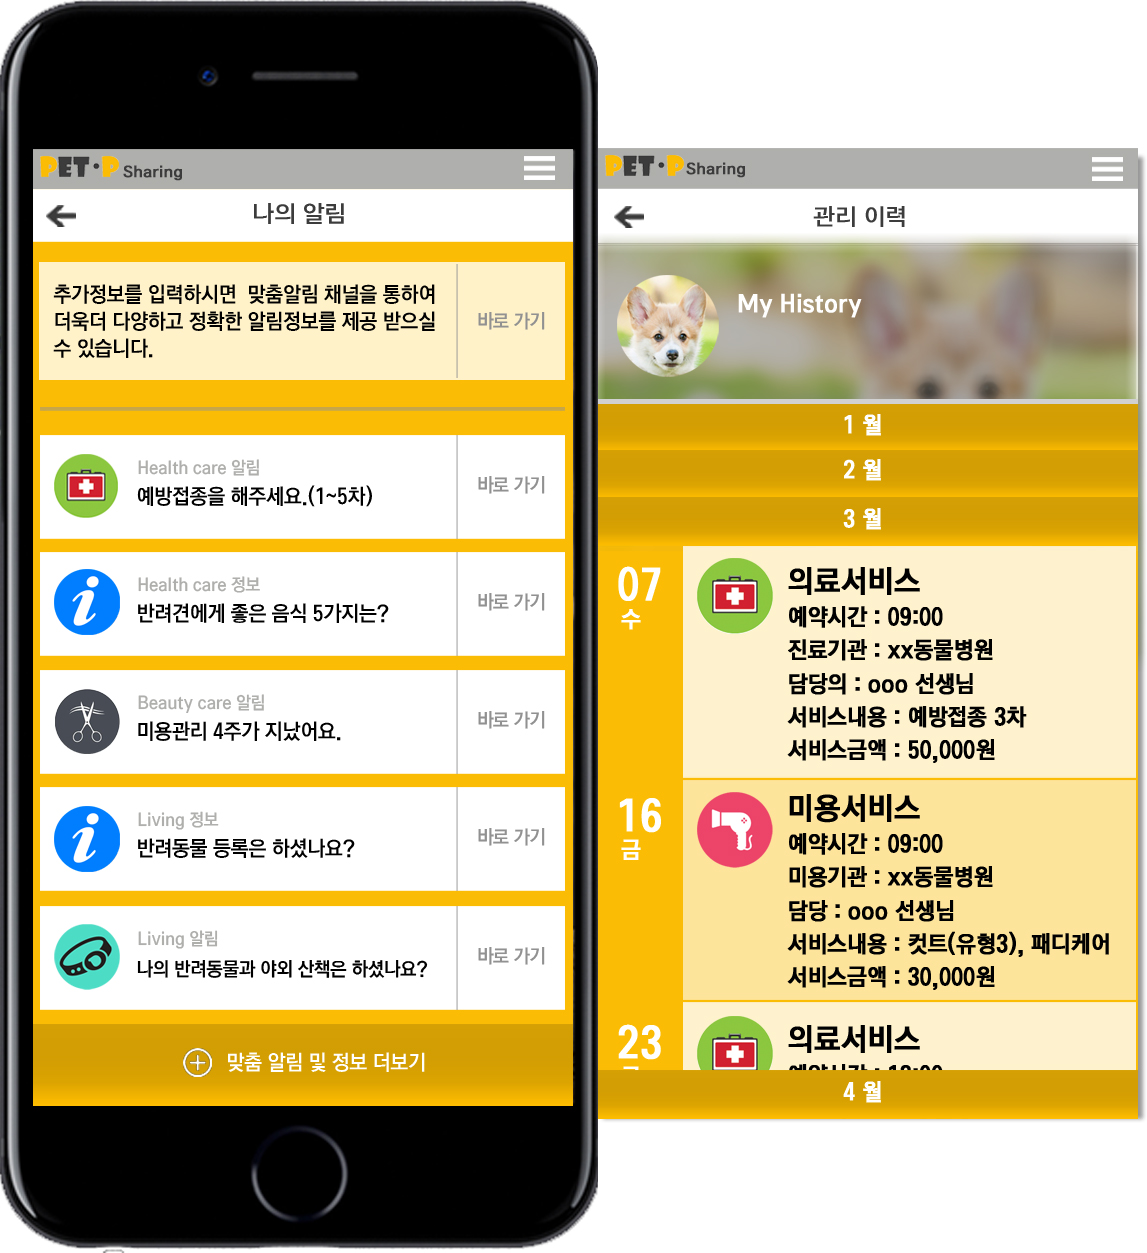 PET·P Sharing
나의 알림
추가정보를 입력하시면 맞춤알림 채널을 통하여
더욱더 다양하고 정확한 알림정보를 제공 받으실
수 있습니다.
바로 가기
Health care 알림
예방접종을 해주세요.(1~5차)
바로 가기
Health care 정보
반려견에게 좋은 음식 5가지는?
바로 가기
Beauty care 알림
미용관리 4주가 지났어요.
바로 가기
Living 정보
반려동물 등록은 하셨나요?
바로 가기
Living 알림
나의 반려동물과 야외 산책은 하셨나요?
바로 가기
맞춤 알림 및 정보 더보기
PET·P Sharing
관리 이력
My History
1 월
2 월
3 월
07
수
의료서비스
예약시간 : 09:00
진료기관 : xx동물병원
담당의 : ooo 선생님
서비스내용 : 예방접종 3차
서비스금액 : 50,000원
16
금
미용서비스
예약시간 : 09:00
미용기관 : xx동물병원
담당 : ooo 선생님
서비스내용 : 컷트(유형3), 패디케어
서비스금액 : 30,000원
23
의료서비스
4 월